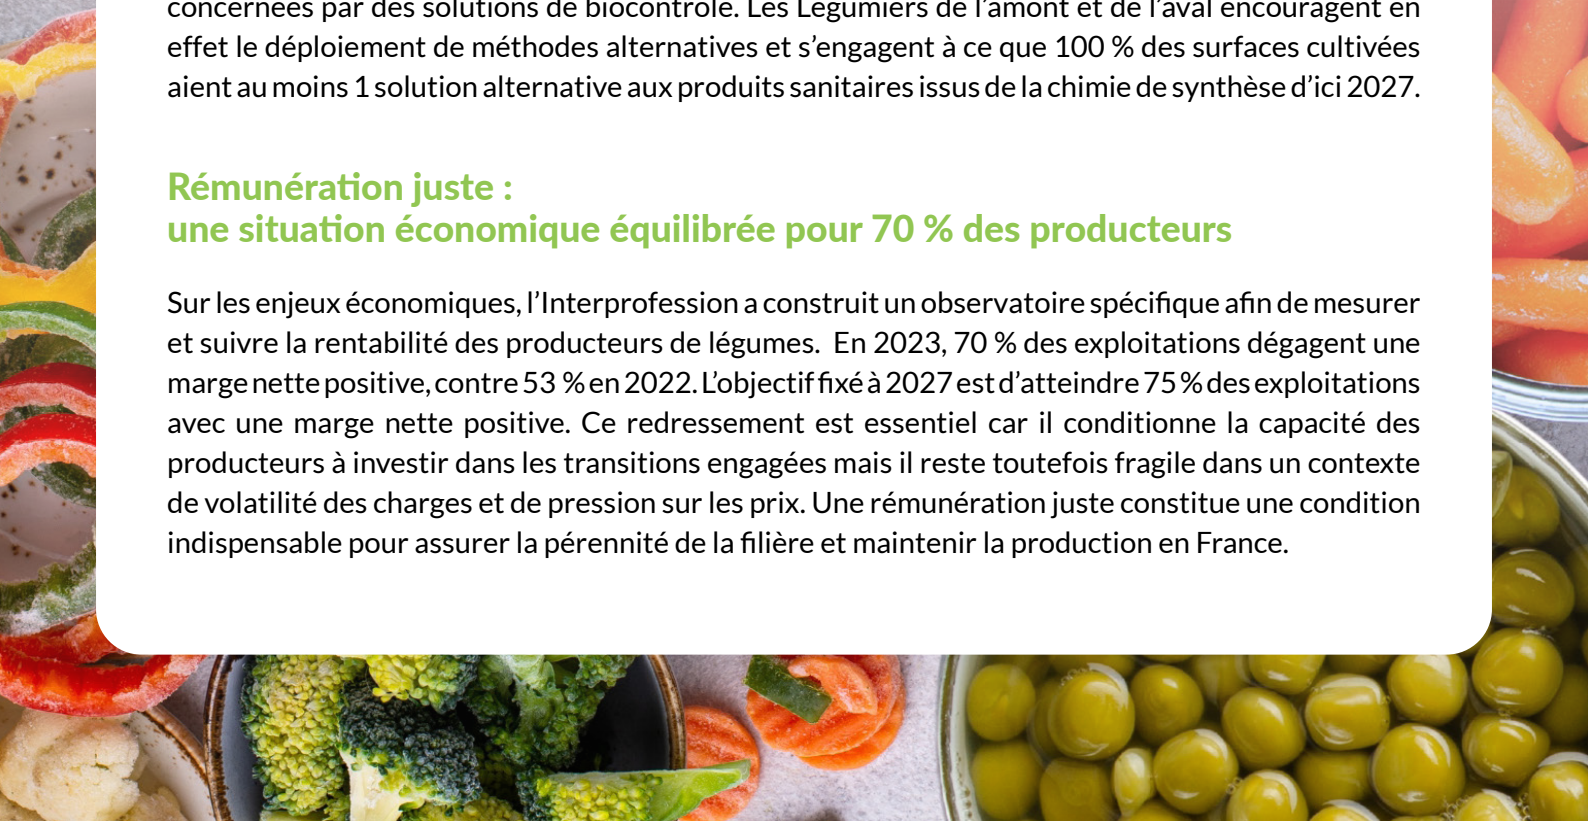 concernées par des solutions de biocontrôle. Les Légumiers de l’amont et de l’aval encouragent en
effet le déploiement de méthodes alternatives et s’engagent à ce que 100 % des surfaces cultivées
aient au moins 1 solution alternative aux produits sanitaires issus de la chimie de synthèse d’ici 2027.
Rémunération juste :
une situation économique équilibrée pour 70 % des producteurs
Sur les enjeux économiques, l’Interprofession a construit un observatoire spécifique afin de mesurer
et suivre la rentabilité des producteurs de légumes.  En 2023, 70 % des exploitations dégagent une
marge nette positive, contre 53 % en 2022. L’objectif fixé à 2027 est d’atteindre 75 % des exploitations
avec une marge nette positive. Ce redressement est essentiel car il conditionne la capacité des
producteurs à investir dans les transitions engagées mais il reste toutefois fragile dans un contexte
de volatilité des charges et de pression sur les prix. Une rémunération juste constitue une condition
indispensable pour assurer la pérennité de la filière et maintenir la production en France.